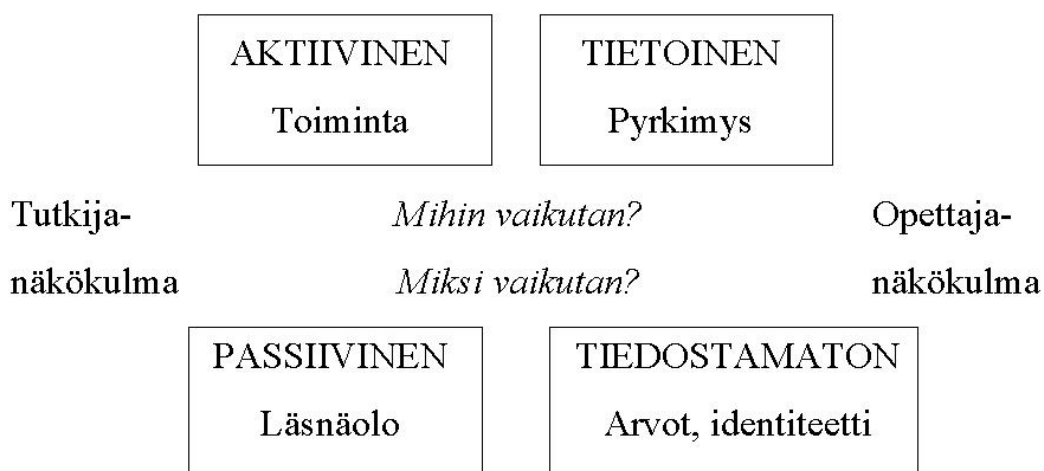 AKTIIVINEN
Toiminta
TIETOINEN
Pyrkimys
Tutkija-
näkökulma
Mihin vaikutan?
Miksi vaikutan?
Opettaja-
näkökulma
PASSIIVINEN
Läsnäolo
TIEDOSTAMATON
Arvot, identiteetti